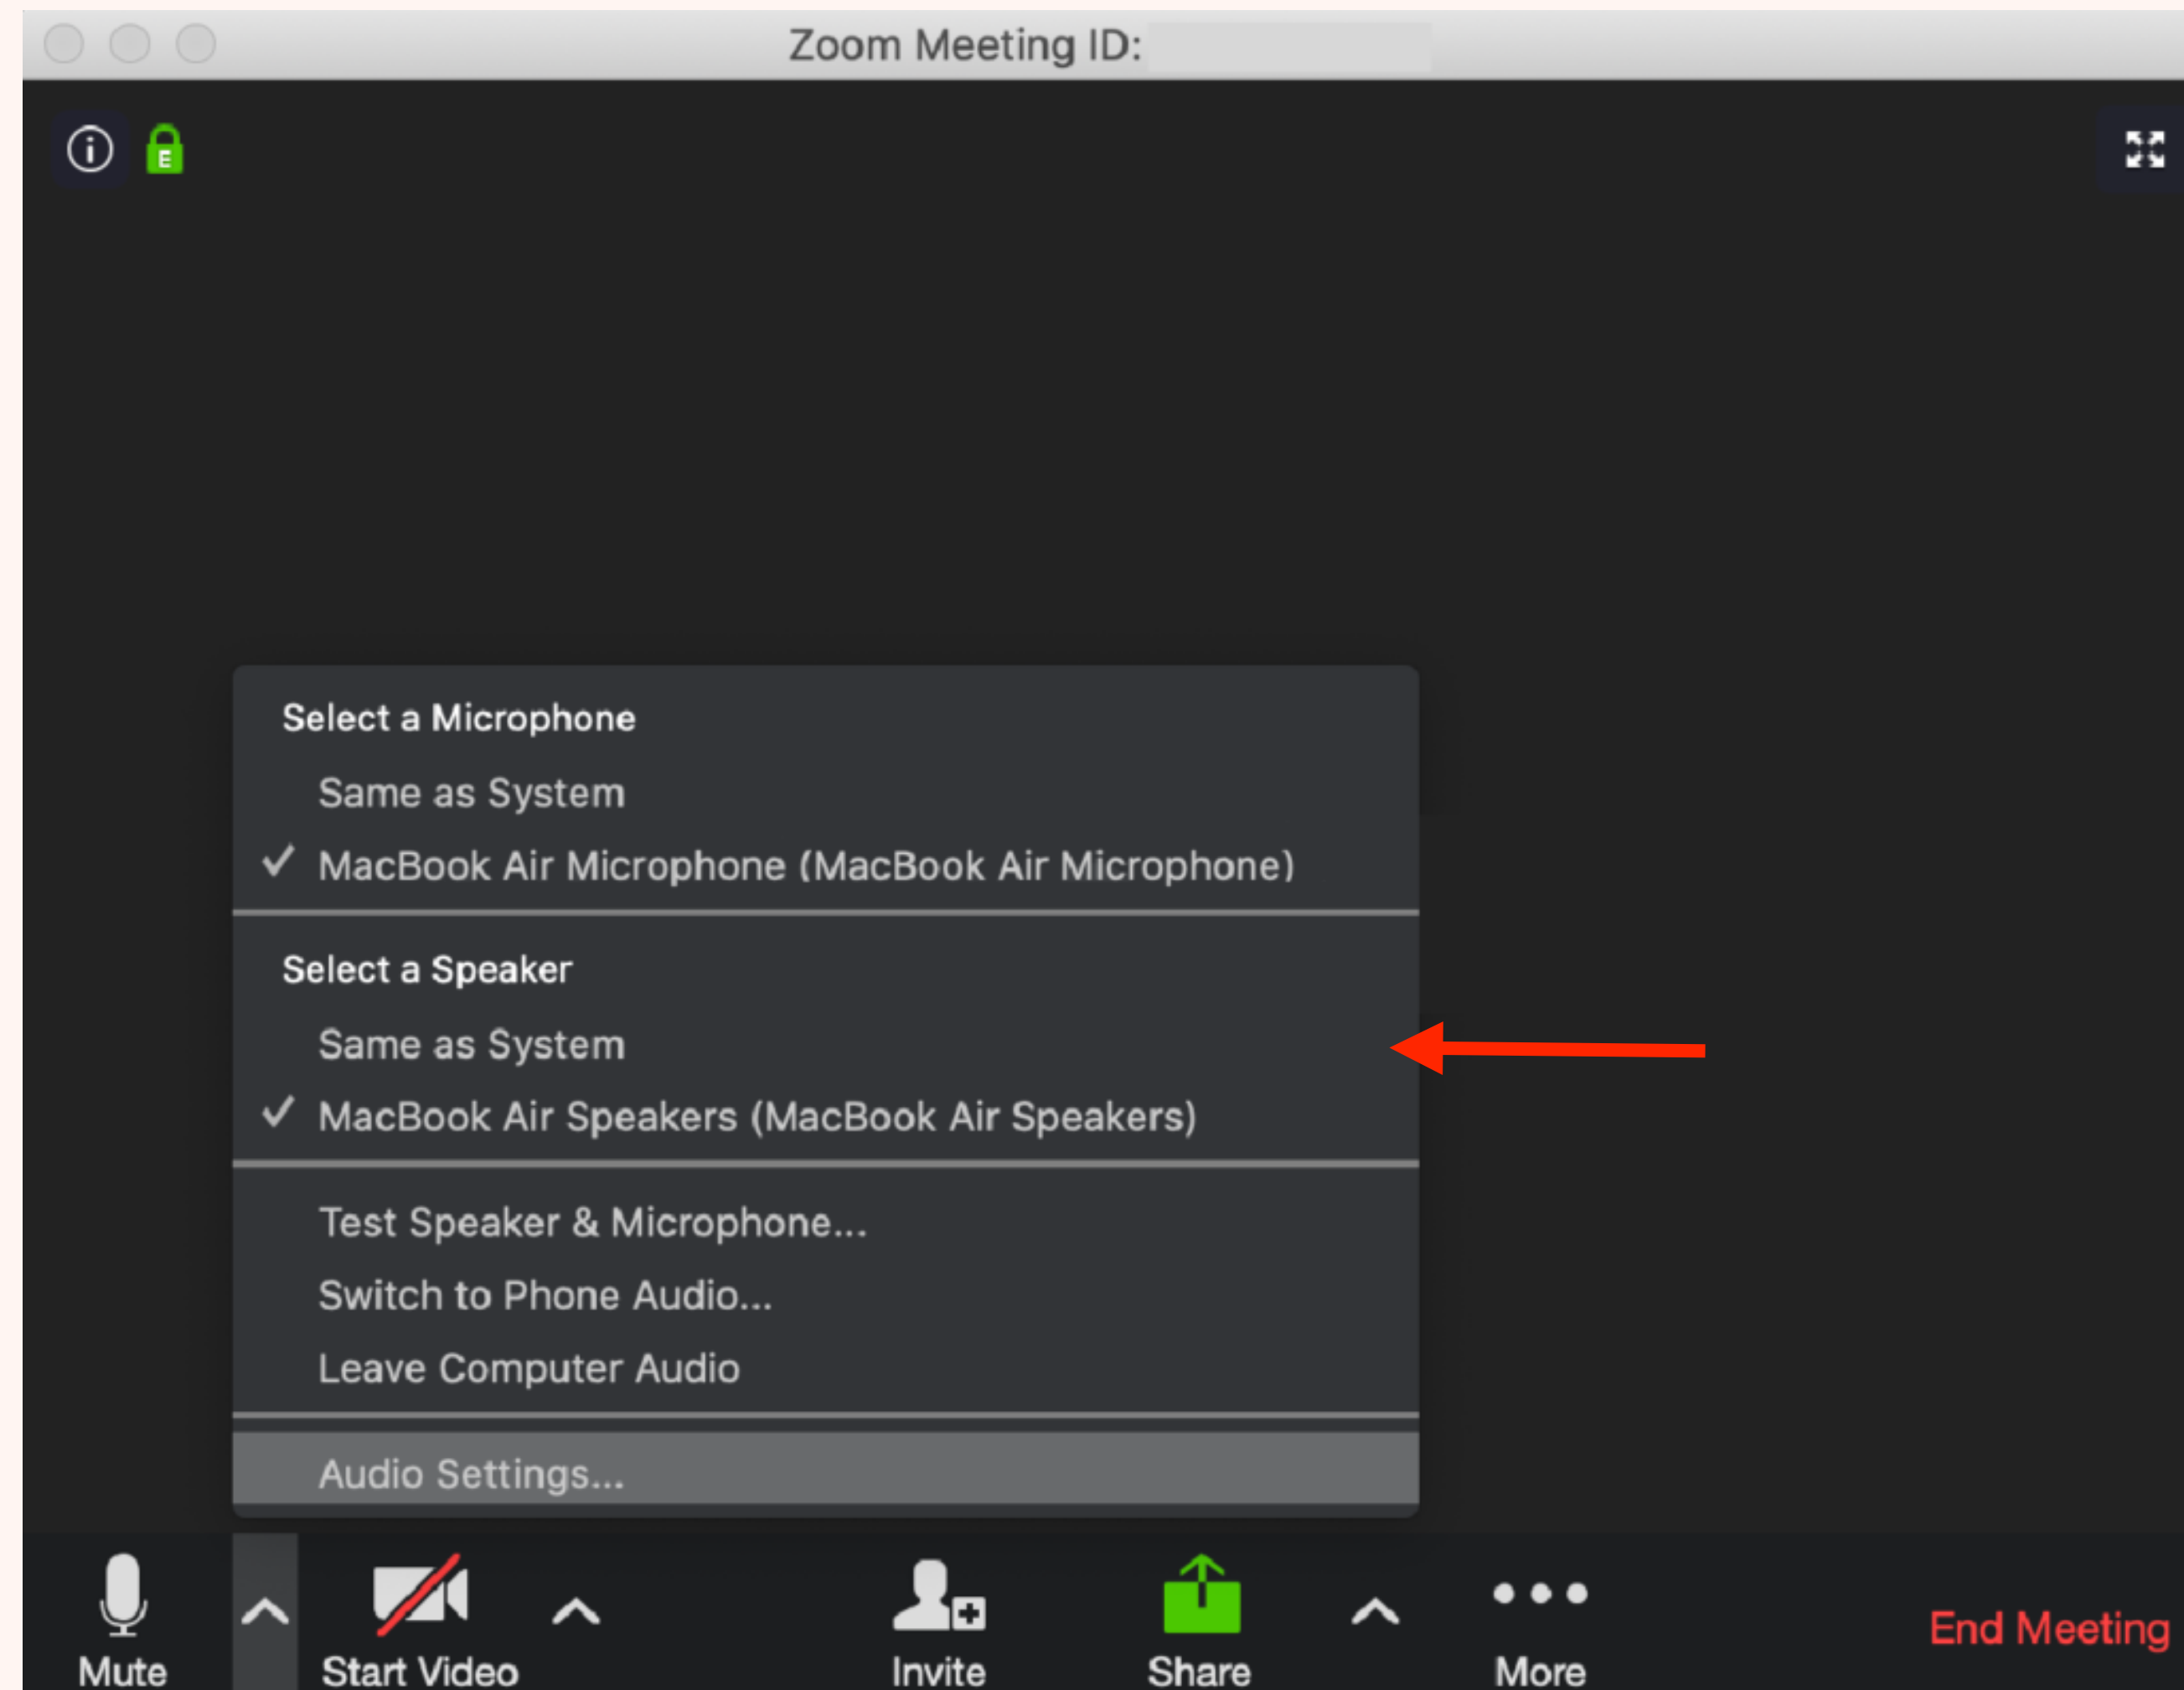 Zoom Meeting ID:
Select a Microphone
Same as System
MacBook Air Microphone (MacBook Air Microphone)
Select a Speaker
Same as System
MacBook Air Speakers (MacBook Air Speakers)
Test Speaker & Microphone...
Switch to Phone Audio...
Leave Computer Audio
Audio Settings...
Mute
Start Video
Invite
Share
More
End Meeting